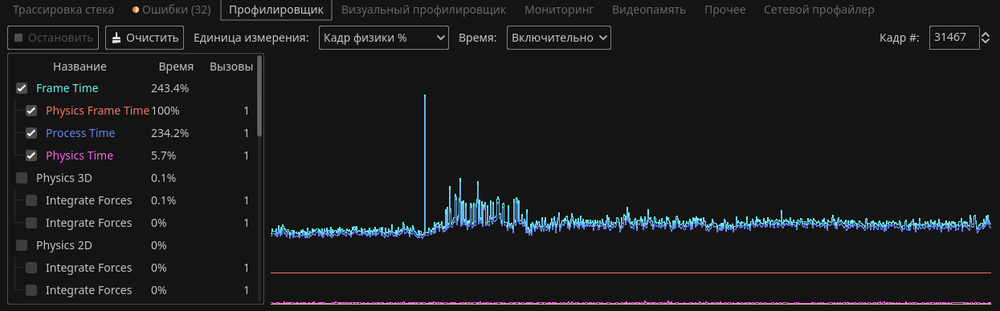 Трассировка стека Ошибки (32) Профилировщик Визуальный профилировщик Мониторинг Видеопамять Прочее Сетевой профайлер
Остановить Очистить Единица измерения: Кадр физики % Время: Включительно Кадр #: 31467
Название Время Вызовы
Frame Time 243.4%
Physics Frame Time 100% 1
Process Time 234.2% 1
Physics Time 5.7% 1
Physics 3D 0.1%
Integrate Forces 0.1% 1
Integrate Forces 0% 1
Physics 2D 0%
Integrate Forces 0% 1
Integrate Forces 0% 1